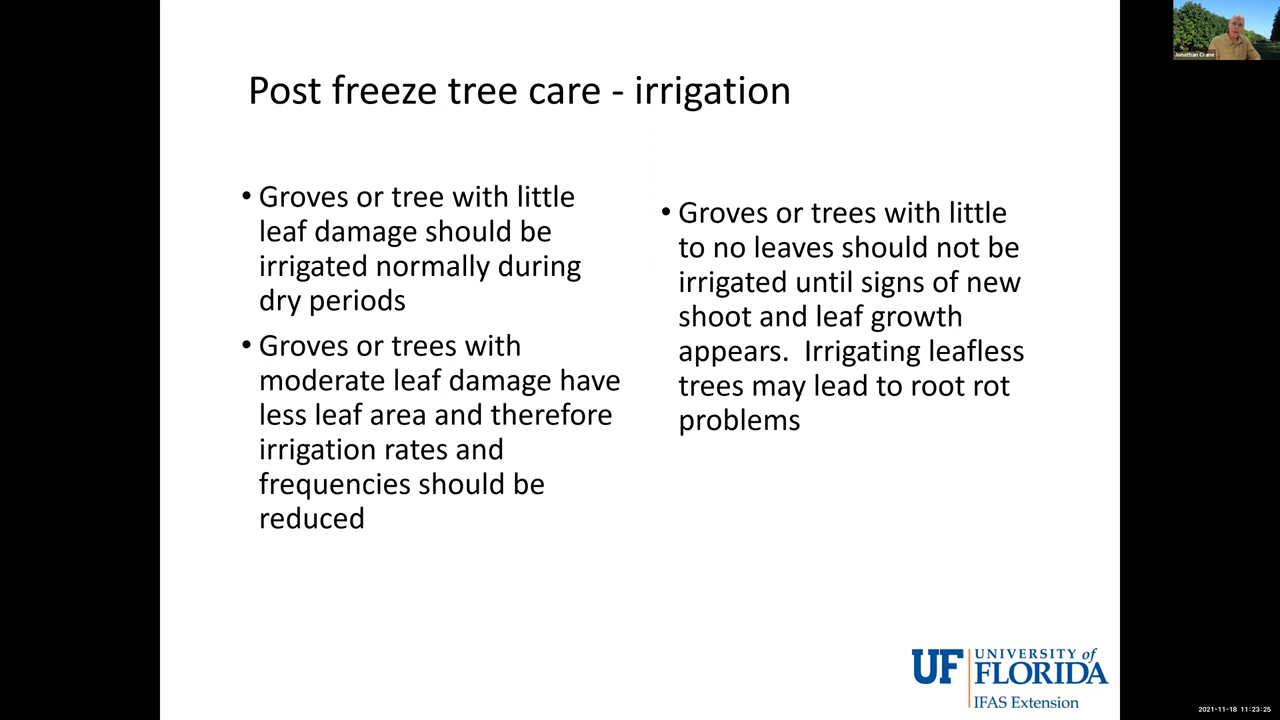 Jonathan Crane
Post freeze tree care - irrigation
• Groves or tree with little
leaf damage should be
irrigated normally during
dry periods
• Groves or trees with
moderate leaf damage have
less leaf area and therefore
irrigation rates and
frequencies should be
reduced
• Groves or trees with little
to no leaves should not be
irrigated until signs of new
shoot and leaf growth
appears.  Irrigating leafless
trees may lead to root rot
problems
UF UNIVERSITY of
FLORIDA
IFAS Extension
2021-11-18 11:23:25